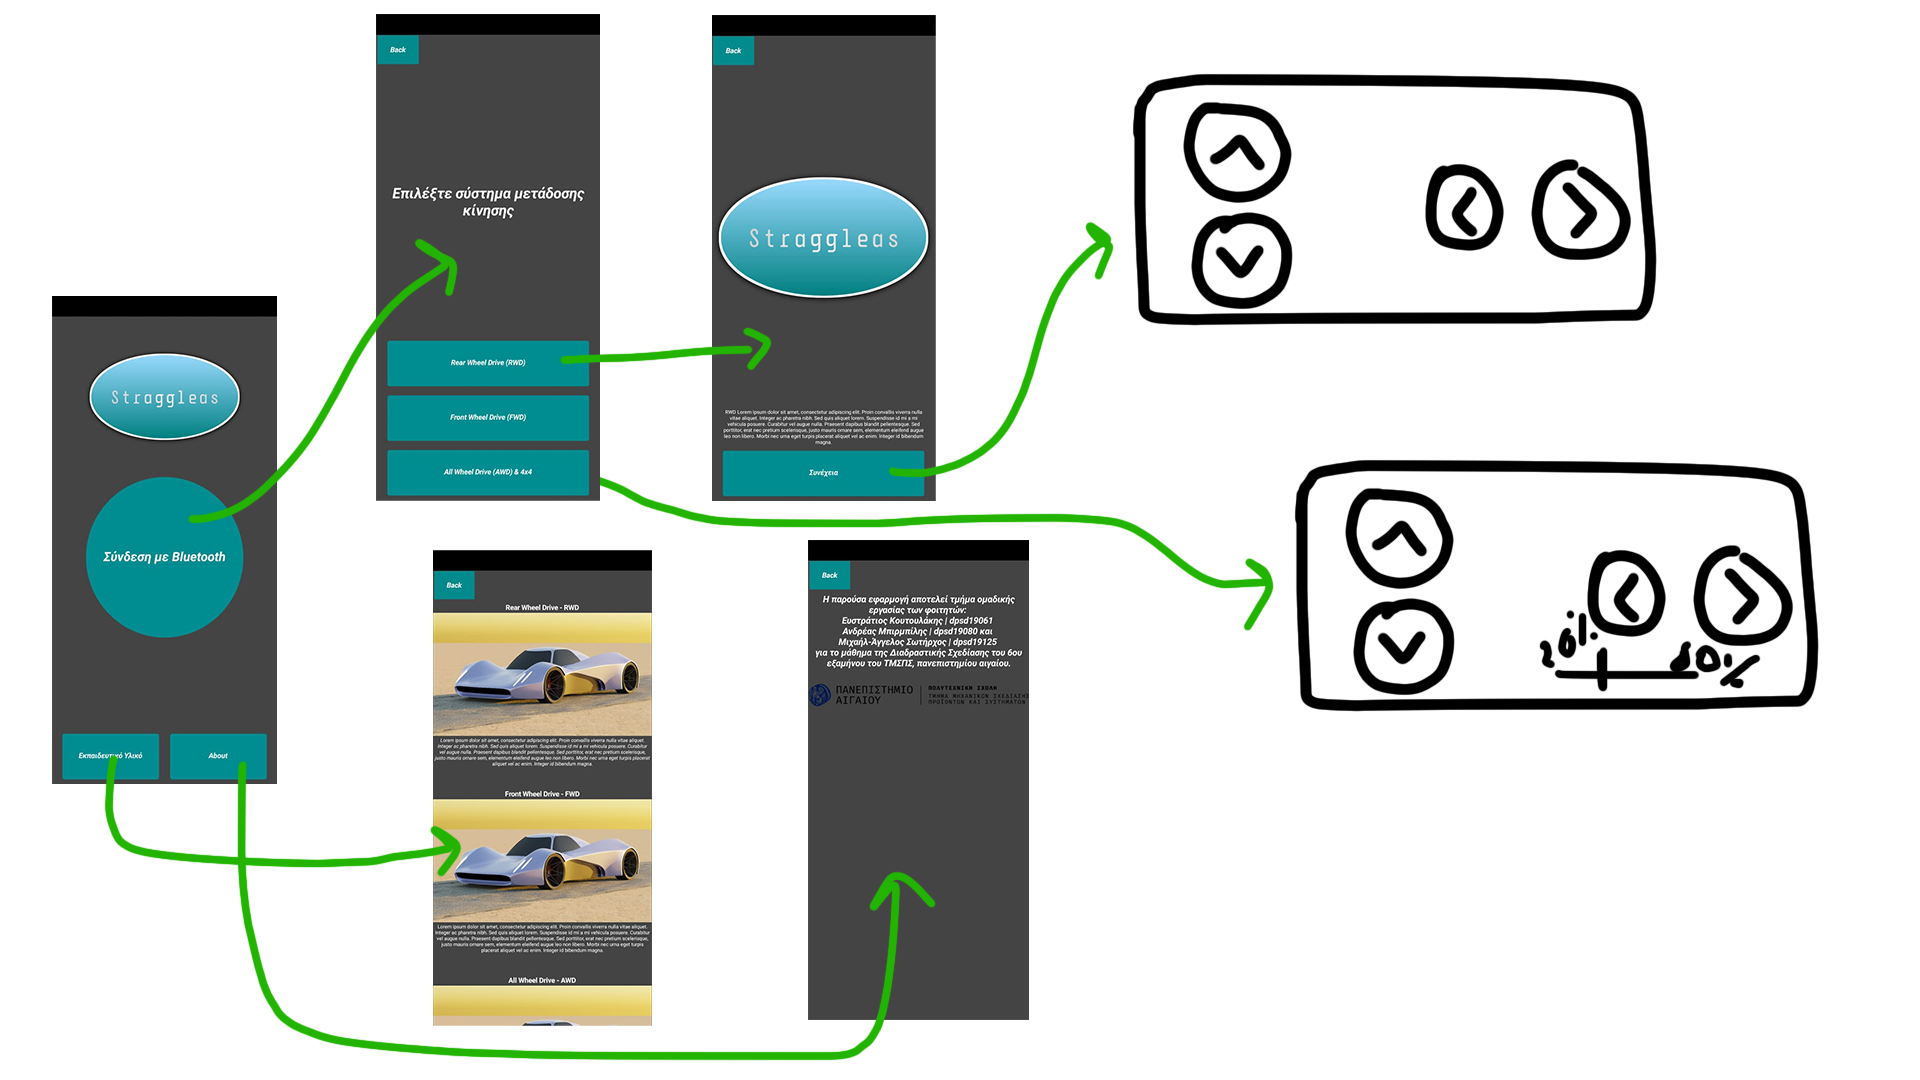 Straggleas
Σύνδεση με Bluetooth
Εκπαιδευτικό Υλικό
About
Back
Επιλέξτε σύστημα μετάδοσης
κίνησης
Rear Wheel Drive (RWD)
Front Wheel Drive (FWD)
All Wheel Drive (AWD) & 4x4
Back
Straggleas
RWD Lorem ipsum dolor sit amet, consectetur adipiscing elit. Proin convallis viverra nulla
vitae aliquet. Integer ac pharetra nibh. Sed quis aliquet lorem. Suspendisse id mi a mi
vehicula posuere. Curabitur vel augue nulla. Praesent dapibus blandit pellentesque. Sed
porttitor, erat nec pretium scelerisque, justo mauris ornare sem, elementum eleifend augue
leo non libero. Morbi nec urna eget turpis placerat aliquet vel ac enim. Integer id bibendum
magna.
Συνέχεια
Back
Rear Wheel Drive - RWD
Lorem ipsum dolor sit amet, consectetur adipiscing elit. Proin convallis viverra nulla vitae aliquet.
Integer ac pharetra nibh. Sed quis aliquet lorem. Suspendisse id mi a mi vehicula posuere. Curabitur
vel augue nulla. Praesent dapibus blandit pellentesque. Sed porttitor, erat nec pretium scelerisque,
justo mauris ornare sem, elementum eleifend augue leo non libero. Morbi nec urna eget turpis placerat
aliquet vel ac enim. Integer id bibendum magna.
Front Wheel Drive - FWD
Lorem ipsum dolor sit amet, consectetur adipiscing elit. Proin convallis viverra nulla vitae aliquet.
Integer ac pharetra nibh. Sed quis aliquet lorem. Suspendisse id mi a mi vehicula posuere. Curabitur
vel augue nulla. Praesent dapibus blandit pellentesque. Sed porttitor, erat nec pretium scelerisque,
justo mauris ornare sem, elementum eleifend augue leo non libero. Morbi nec urna eget turpis
placerat aliquet vel ac enim. Integer id bibendum magna.
All Wheel Drive - AWD
Back
Η παρούσα εφαρμογή αποτελεί τμήμα ομαδικής
εργασίας των φοιτητών:
Ευστράτιος Κουτουλάκης | dpsd19061
Ανδρέας Μπιρμπίλης | dpsd19080 και
Μιχαήλ-Άγγελος Σωτήρχος | dpsd19125
για το μάθημα της Διαδραστικής Σχεδίασης του 6ου
εξαμήνου του ΤΜΣΠΣ, πανεπιστημίου αιγαίου.
ΠΑΝΕΠΙΣΤΗΜΙΟ
ΑΙΓΑΙΟΥ
ΠΟΛΥΤΕΧΝΙΚΗ ΣΧΟΛΗ
ΤΜΗΜΑ ΜΗΧΑΝΙΚΩΝ ΣΧΕΔΙΑΣΗΣ
ΠΡΟΪΟΝΤΩΝ ΚΑΙ ΣΥΣΤΗΜΑΤΩΝ